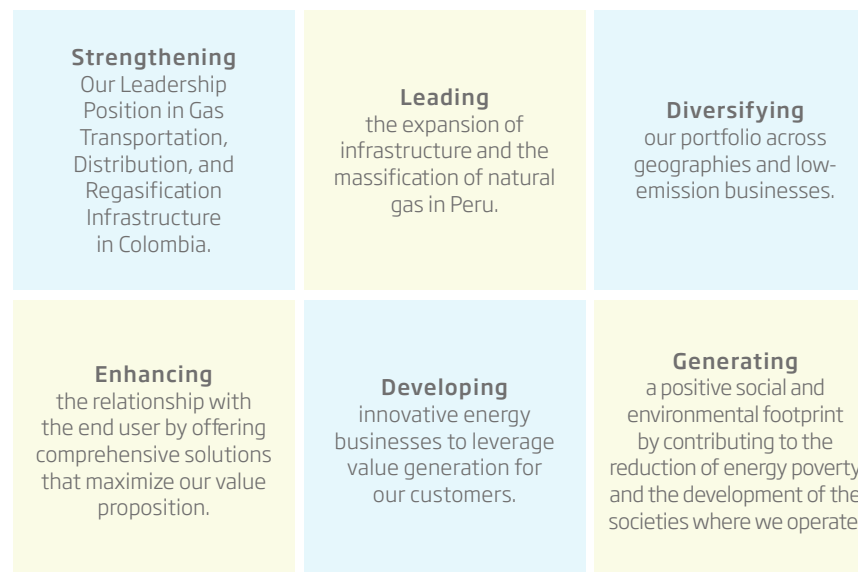 Strengthening
Our Leadership
Position in Gas
Transportation,
Distribution, and
Regasification
Infrastructure
in Colombia.
Leading
the expansion of
infrastructure and the
massification of natural
gas in Peru.
Diversifying
our portfolio across
geographies and low-
emission businesses.
Enhancing
the relationship with
the end user by offering
comprehensive solutions
that maximize our value
proposition.
Developing
innovative energy
businesses to leverage
value generation for
our customers.
Generating
a positive social and
environmental footprint
by contributing to the
reduction of energy poverty
and the development of the
societies where we operate